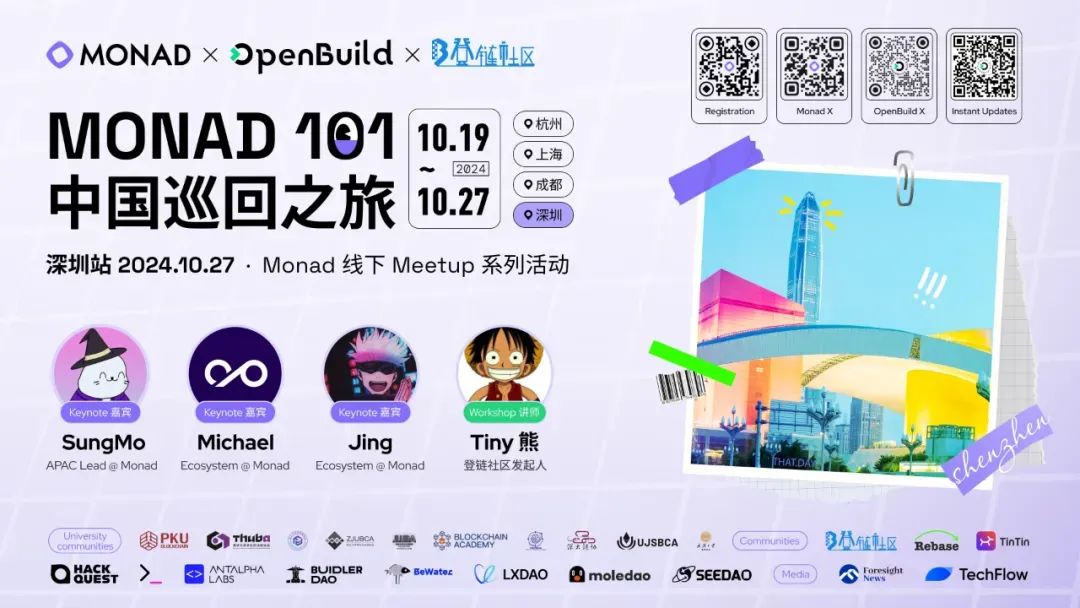 MONAD × OpenBuild × 登链社区
Registration
Monad X
OpenBuild X
Instant Updates
MONAD 101
中国巡回之旅
10.19
~ 2024
10.27
杭州
上海
成都
深圳
深圳站 2024.10.27 · Monad 线下 Meetup 系列活动
Keynote 嘉宾
SungMo
APAC Lead @ Monad
Keynote 嘉宾
Michael
Ecosystem @ Monad
Keynote 嘉宾
Jing
Ecosystem @ Monad
Workshop 讲师
Tiny 熊
登链社区发起人
!!!
THAT.DAY
shenzhen
University communities
PKU BLOCKCHAIN
Thuba
ZJUBCA
BLOCKCHAIN ACADEMY
UJSBCA
Communities
登链社区
Rebase
TinTin
HACK QUEST
ANTALPHA LABS
BUIDLER DAO
BeWater
LXDAO
moledao
SEEDAO
Media
Foresight News
TechFlow